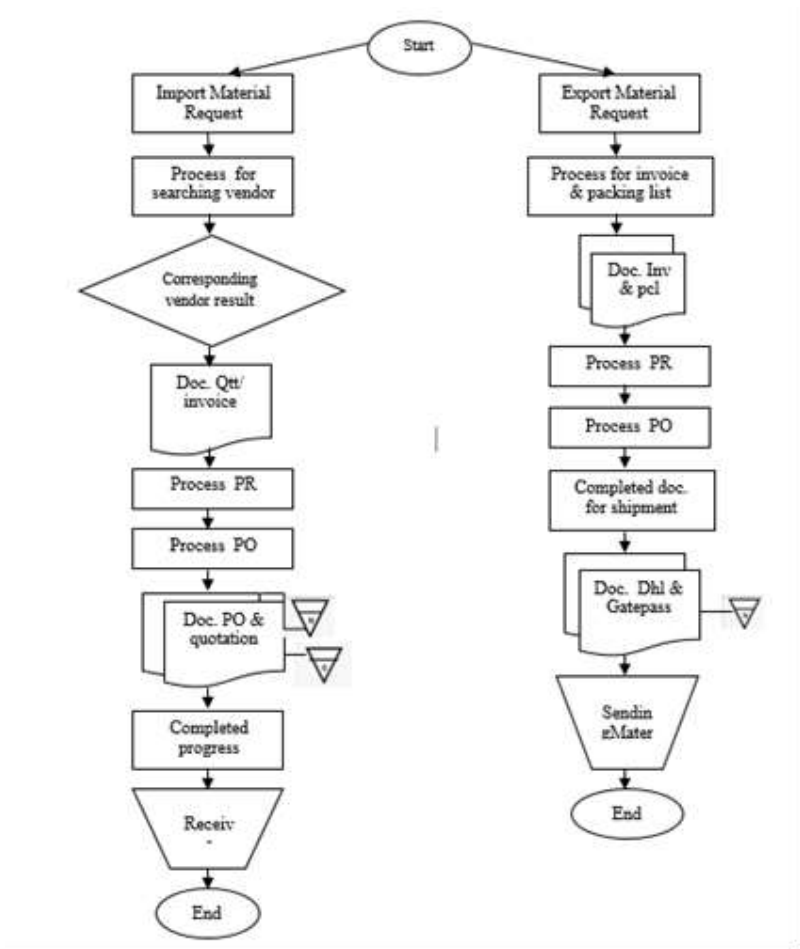 Start
Import Material
Request
Process for
searching vendor
Corresponding
vendor result
Doc. Qtt/
invoice
Process PR
Process PO
Doc. PO &
quotation
Completed
progress
Receiv
-
End
Export Material
Request
Process for invoice
& packing list
Doc. Inv
& pcl
Process PR
Process PO
Completed doc.
for shipment
Doc. Dhl &
Gatepass
Sendin
gMater
End